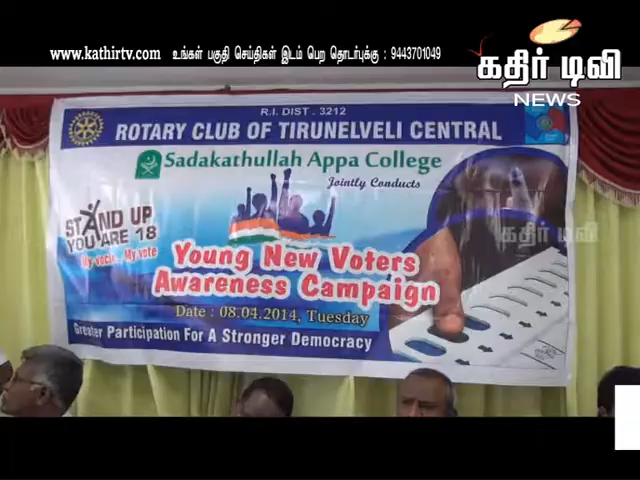 www.kathirtv.com உங்கள் பகுதி செய்திகள் இடம் பெற தொடர்புக்கு : 9443701049
கதிர் டிவி
NEWS
R.I. DIST . 3212
ROTARY CLUB OF TIRUNELVELI CENTRAL
Sadakathullah Appa College
Jointly Conducts
STAND UP
YOU ARE 18
My vocie... My vote
Young New Voters
Awareness Campaign
Date : 08.04.2014, Tuesday
Greater Participation For A Stronger Democracy
கதிர் டிவி